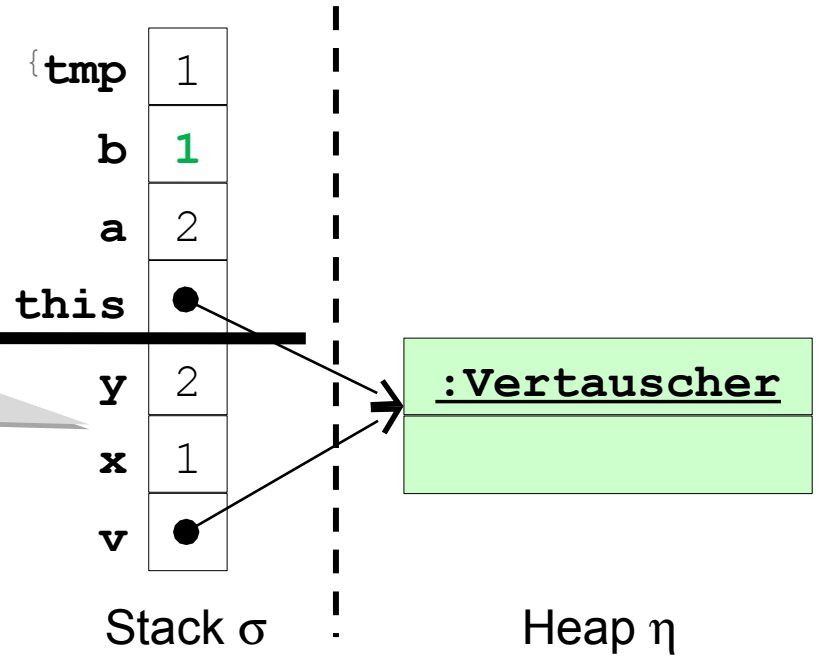 {tmp 1
b 1
a 2
this
y 2
:Vertauscher
x 1
v
Stack σ
Heap η